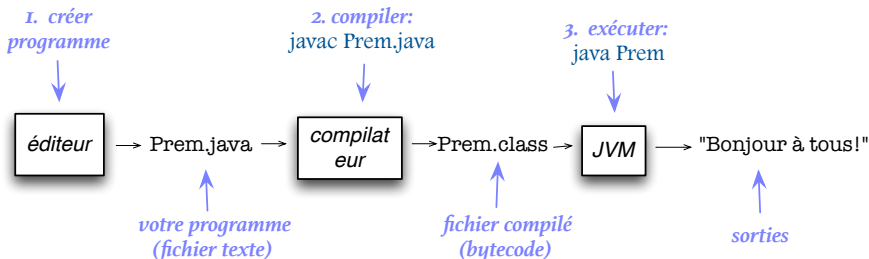 1. créer
programme
2. compiler:
javac Prem.java
3. exécuter:
java Prem
éditeur
Prem.java
compilat
eur
Prem.class
JVM
"Bonjour à tous!"
votre programme
(fichier texte)
fichier compilé
(bytecode)
sorties